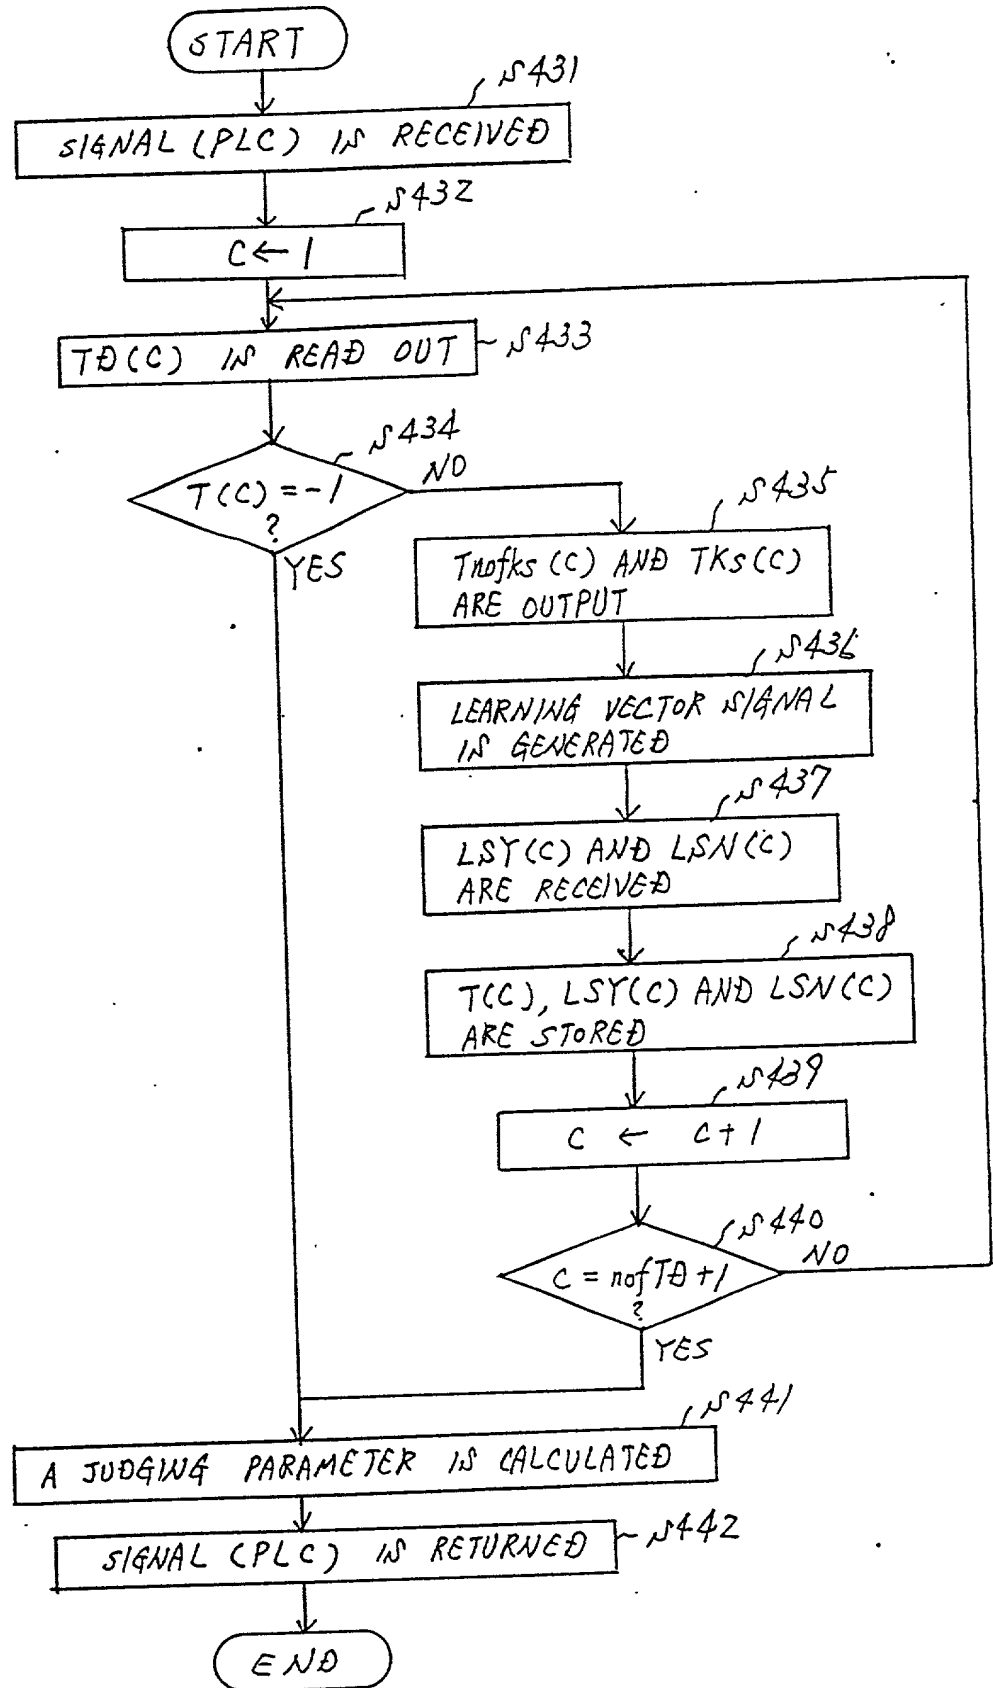 START
S431
SIGNAL (PLC) IS RECEIVED
S432
C ← 1
TD(C) IS READ OUT
S433
S434
T(C) = -1
?
NO
YES
S435
Tnofks(C) AND TKS(C)
ARE OUTPUT
S436
LEARNING VECTOR SIGNAL
IS GENERATED
S437
LSY(C) AND LSN(C)
ARE RECEIVED
S438
T(C), LSY(C) AND LSN(C)
ARE STORED
S439
C ← C+1
S440
C = nofTD+1
?
NO
YES
S441
A JUDGING PARAMETER IS CALCULATED
SIGNAL (PLC) IS RETURNED
S442
END